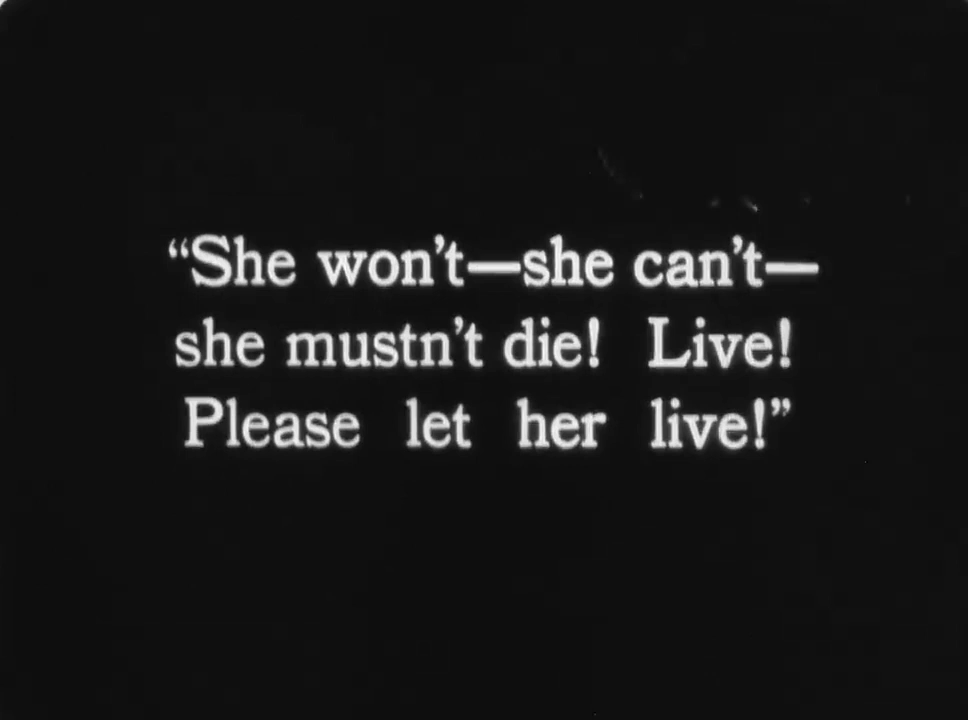 “She won't—she can't—
she mustn't die! Live!
Please let her live!”